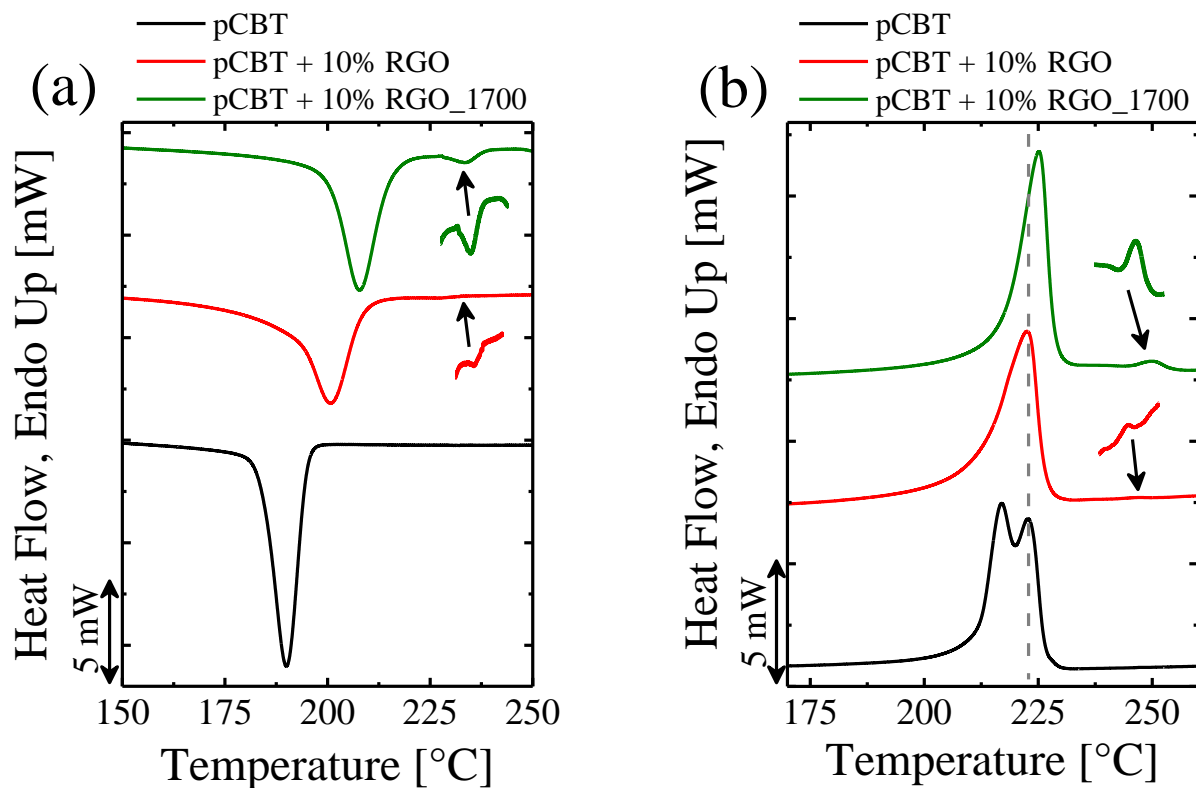 pCBT
pCBT + 10% RGO
pCBT + 10% RGO_1700
(a)
Heat Flow, Endo Up [mW]
5 mW
150 175 200 225 250
Temperature [°C]
pCBT
pCBT + 10% RGO
pCBT + 10% RGO_1700
(b)
Heat Flow, Endo Up [mW]
5 mW
175 200 225 250
Temperature [°C]